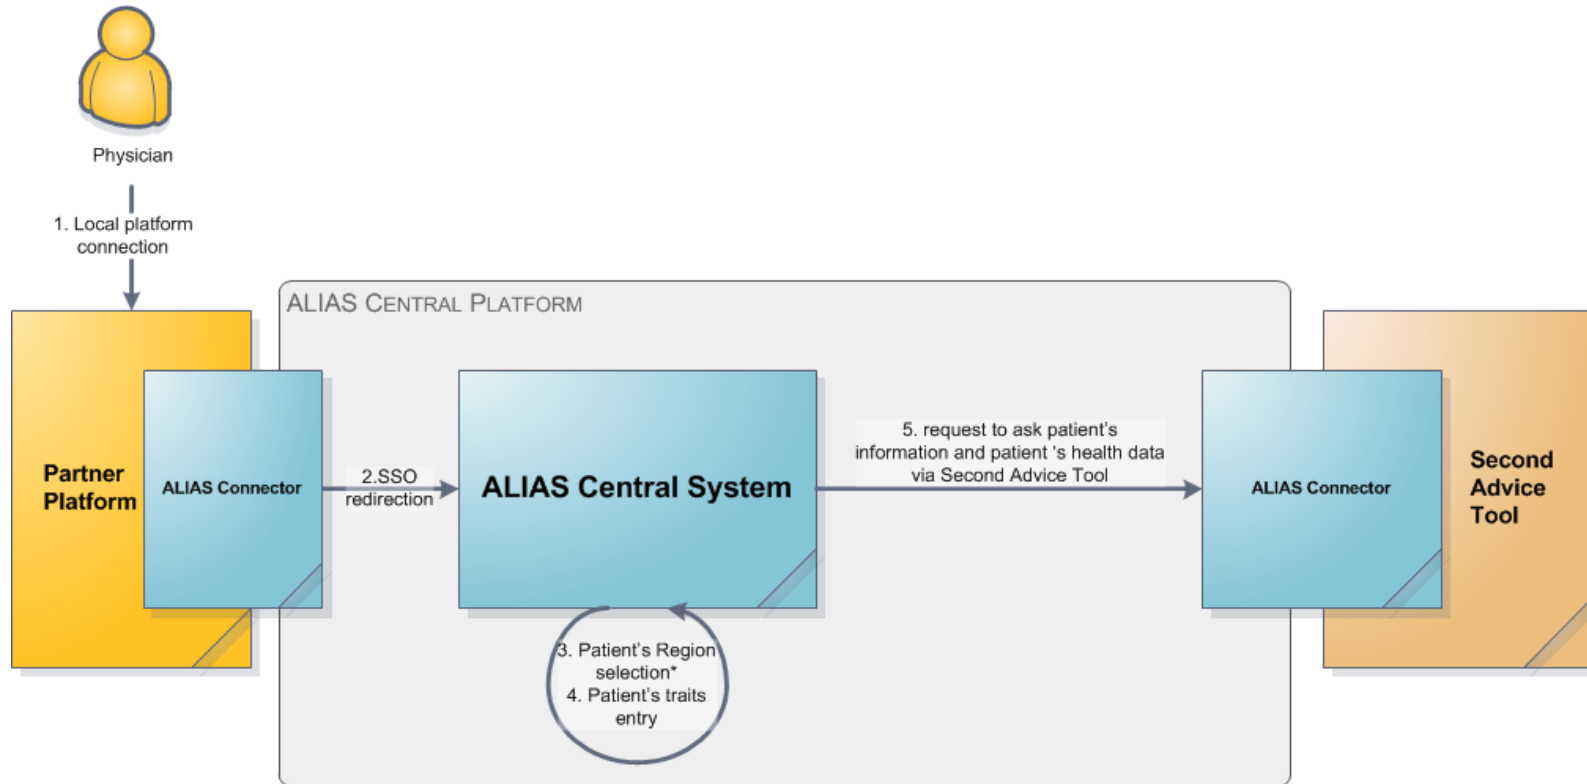 Physician
1. Local platform
connection
ALIAS CENTRAL PLATFORM
Partner
Platform
ALIAS Connector
2.SSO
redirection
ALIAS Central System
3. Patient's Region
selection*
4. Patient's traits
entry
5. request to ask patient's
information and patient 's health data
via Second Advice Tool
ALIAS Connector
Second
Advice
Tool